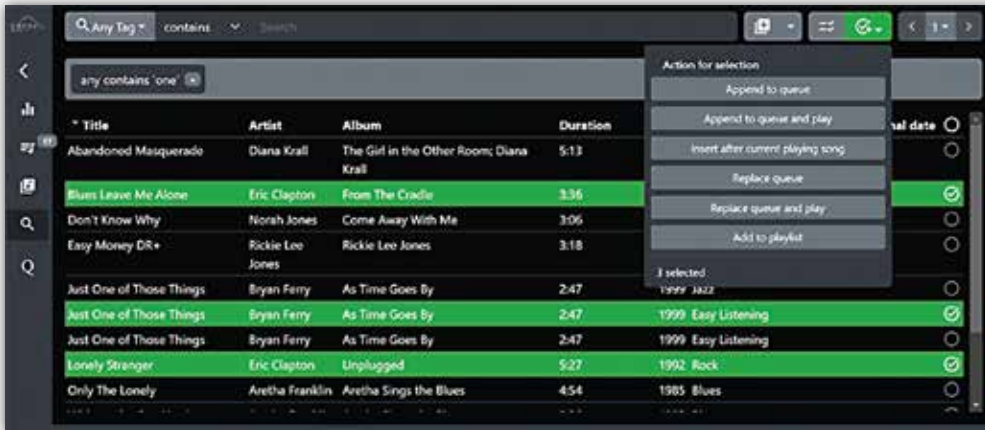 Any Tag contains Search 1
any contains 'one'
Action for selection
Append to queue
Append to queue and play
Insert after current playing song
Replace queue
Replace queue and play
Add to playlist
3 selected
Title Artist Album Duration nal date
Abandoned Masquerade Diana Krall The Girl in the Other Room; Diana 5:13
Krall
Blues Leave Me Alone Eric Clapton From The Cradle 3:36
Don't Know Why Norah Jones Come Away With Me 3:06
Easy Money DR+ Rickie Lee Rickie Lee Jones 3:18
Jones
Just One of Those Things Bryan Ferry As Time Goes By 2:47 1999 Jazz
Just One of Those Things Bryan Ferry As Time Goes By 2:47 1999 Easy Listening
Just One of Those Things Bryan Ferry As Time Goes By 2:47 1999 Easy Listening
Lonely Stranger Eric Clapton Unplugged 5:27 1992 Rock
Only The Lonely Aretha Franklin Aretha Sings the Blues 4:54 1985 Blues
Q